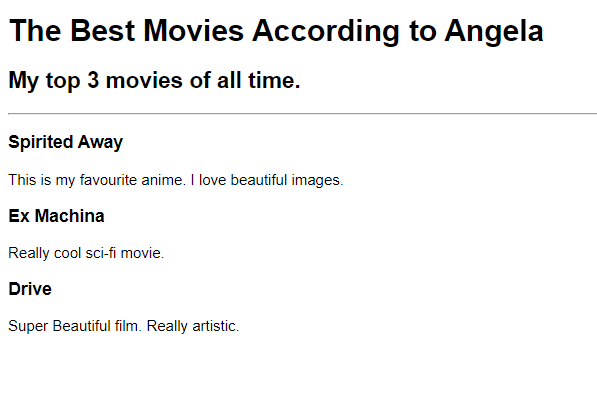 The Best Movies According to Angela
My top 3 movies of all time.
Spirited Away
This is my favourite anime. I love beautiful images.
Ex Machina
Really cool sci-fi movie.
Drive
Super Beautiful film. Really artistic.